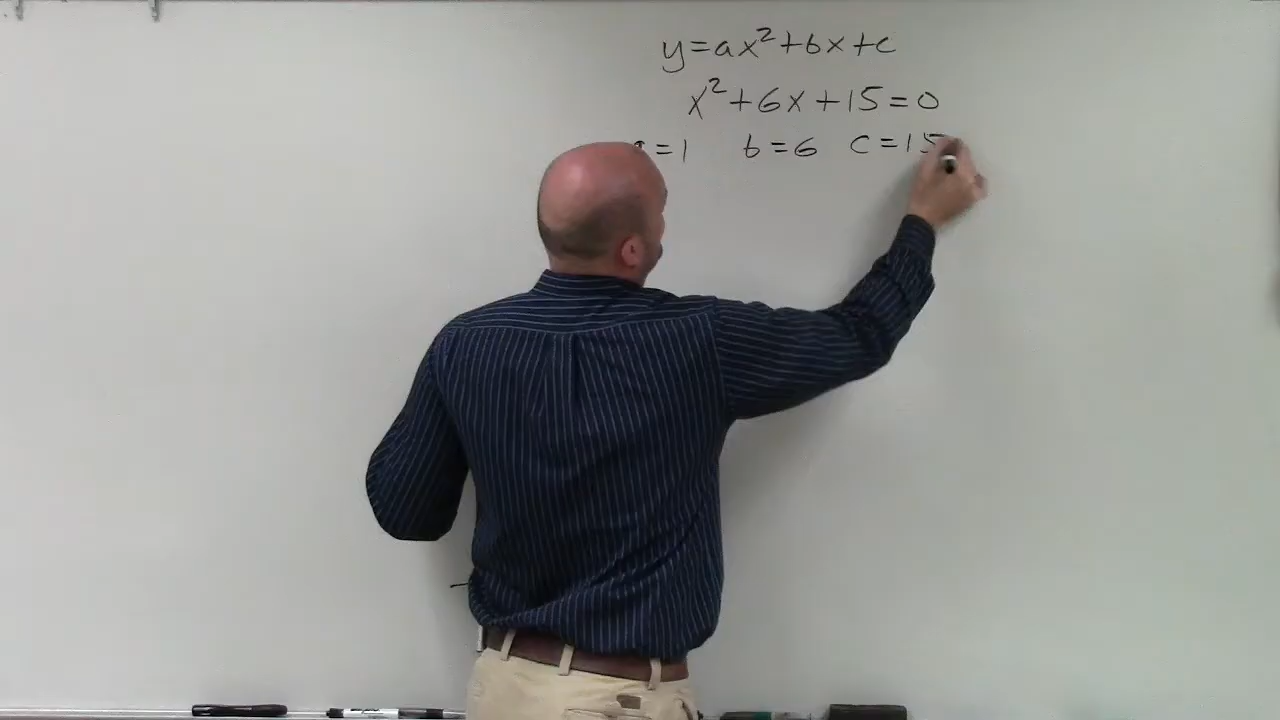 y=ax²+bx+c
x²+6x+15=0
=1 b=6 c=15